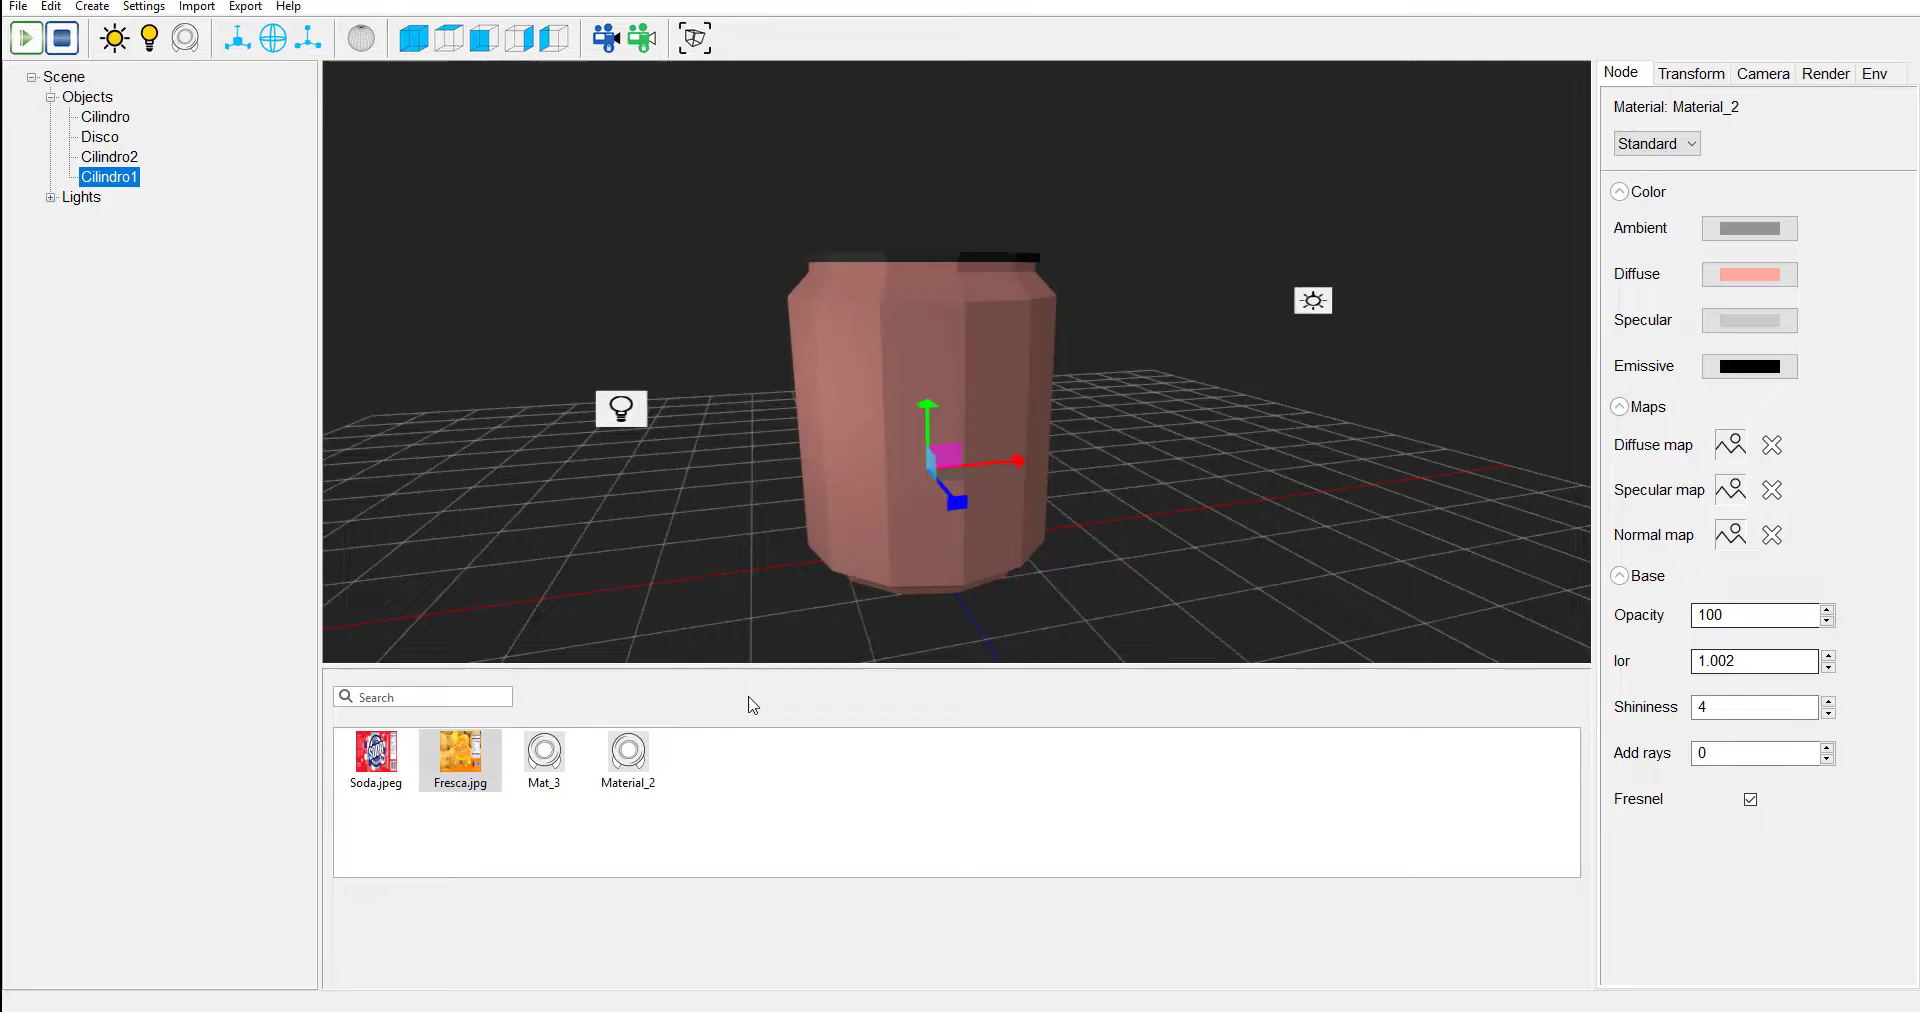 File Edit Create Settings Import Export Help
Scene
Objects
Cilindro
Disco
Cilindro2
Cilindro1
Lights
Node Transform Camera Render Env
Material: Material_2
Standard
Color
Ambient
Diffuse
Specular
Emissive
Maps
Diffuse map
Specular map
Normal map
Base
Opacity 100
Ior 1.002
Shininess 4
Add rays 0
Fresnel
Search
Soda.jpeg Fresca.jpg Mat_3 Material_2